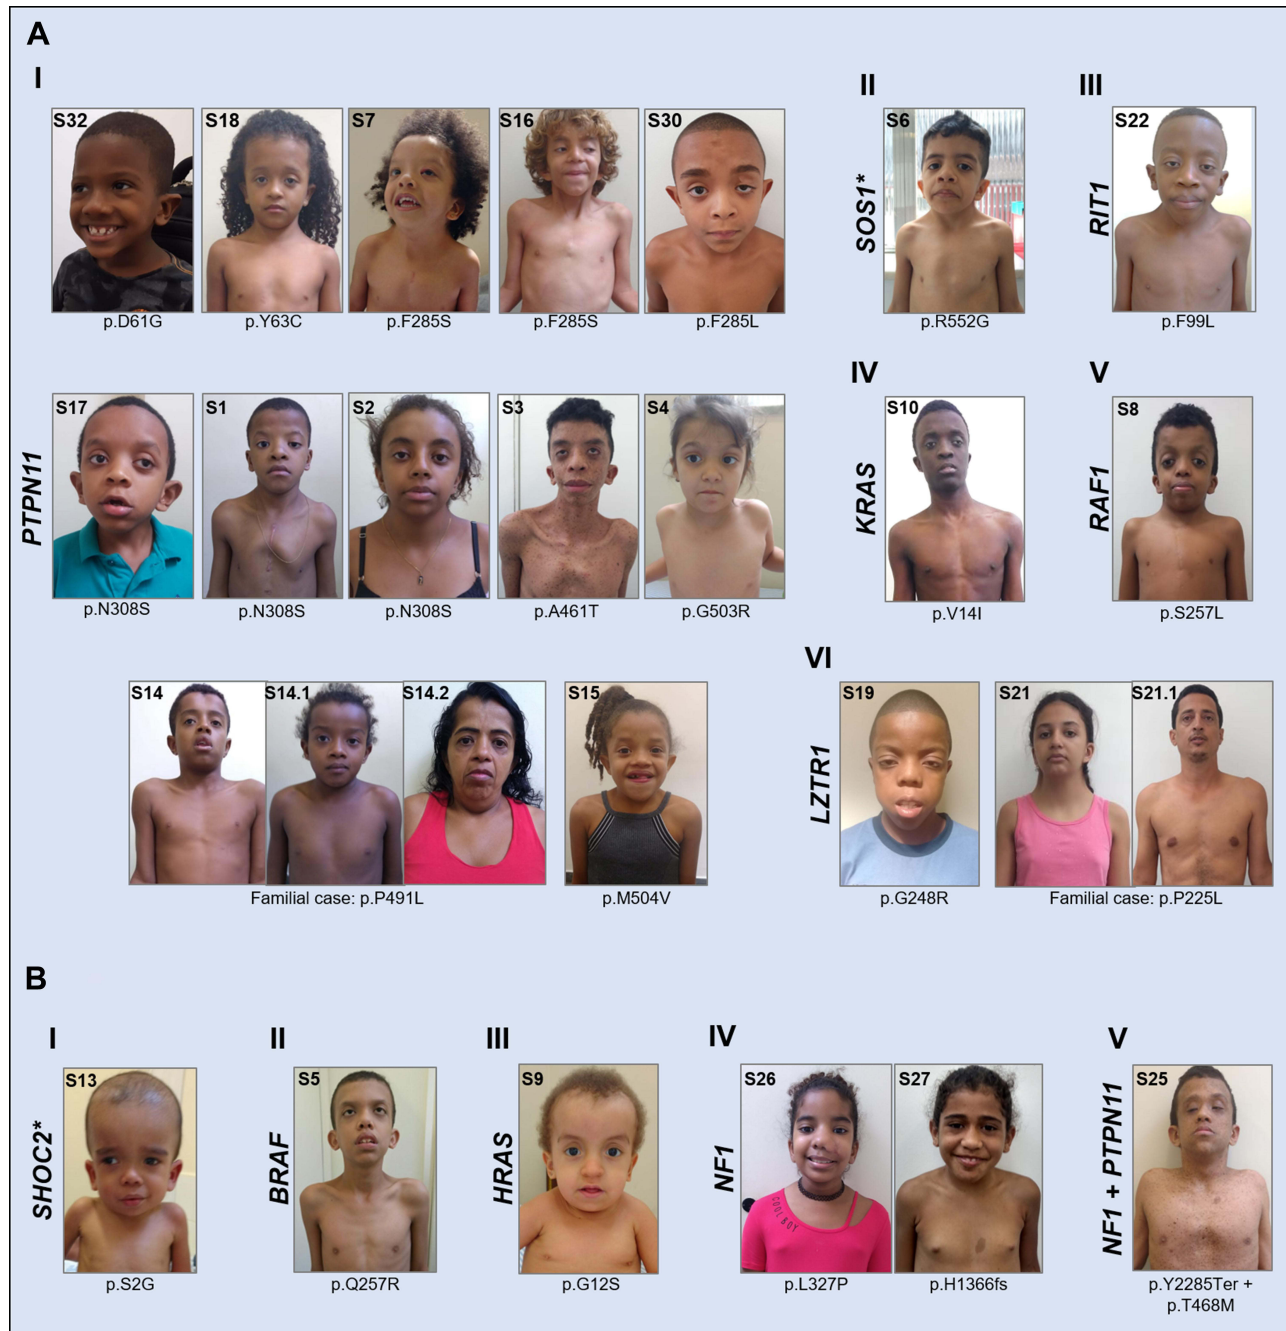 A
I
II
III
S32
S18
S7
S16
S30
S6
S22
SOS1*
RIT1
p.D61G
p.Y63C
p.F285S
p.F285S
p.F285L
p.R552G
p.F99L
IV
V
PTPN11
S17
S1
S2
S3
S4
S10
S8
KRAS
RAF1
p.N308S
p.N308S
p.N308S
p.A461T
p.G503R
p.V14I
p.S257L
VI
S14
S14.1
S14.2
S15
S19
S21
S21.1
LZTR1
Familial case: p.P491L
p.M504V
p.G248R
Familial case: p.P225L
B
I
II
III
IV
V
S13
S5
S9
S26
S27
S25
SHOC2*
BRAF
HRAS
NF1
NF1 + PTPN11
COOL BOY
p.S2G
p.Q257R
p.G12S
p.L327P
p.H1366fs
p.Y2285Ter +
p.T468M